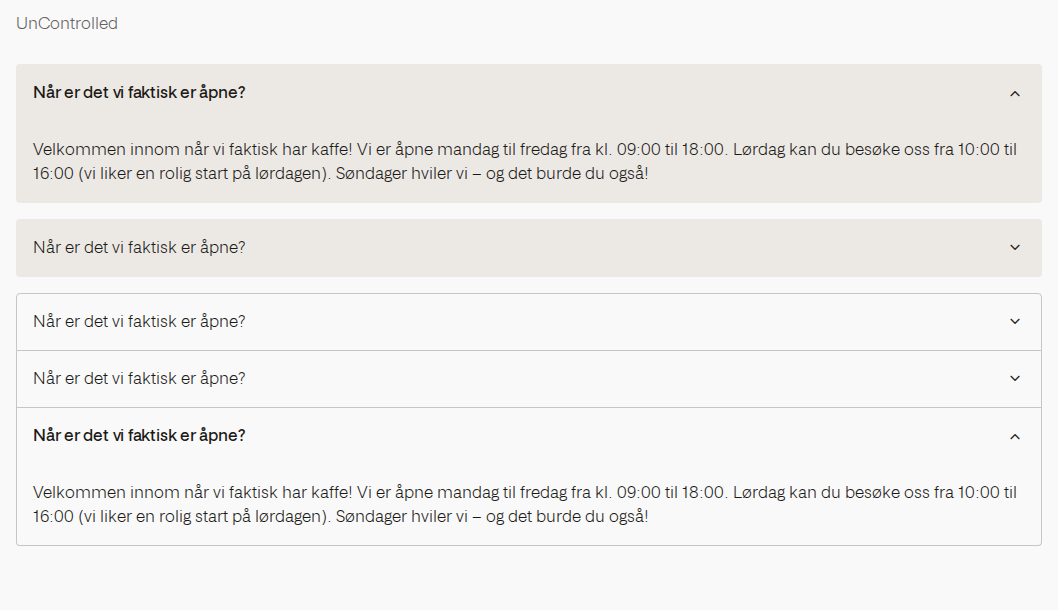 UnControlled
Når er det vi faktisk er åpne?
Velkommen innom når vi faktisk har kaffe! Vi er åpne mandag til fredag fra kl. 09:00 til 18:00. Lørdag kan du besøke oss fra 10:00 til
16:00 (vi liker en rolig start på lørdagen). Søndager hviler vi – og det burde du også!
Når er det vi faktisk er åpne?
Når er det vi faktisk er åpne?
Når er det vi faktisk er åpne?
Når er det vi faktisk er åpne?
Velkommen innom når vi faktisk har kaffe! Vi er åpne mandag til fredag fra kl. 09:00 til 18:00. Lørdag kan du besøke oss fra 10:00 til
16:00 (vi liker en rolig start på lørdagen). Søndager hviler vi – og det burde du også!